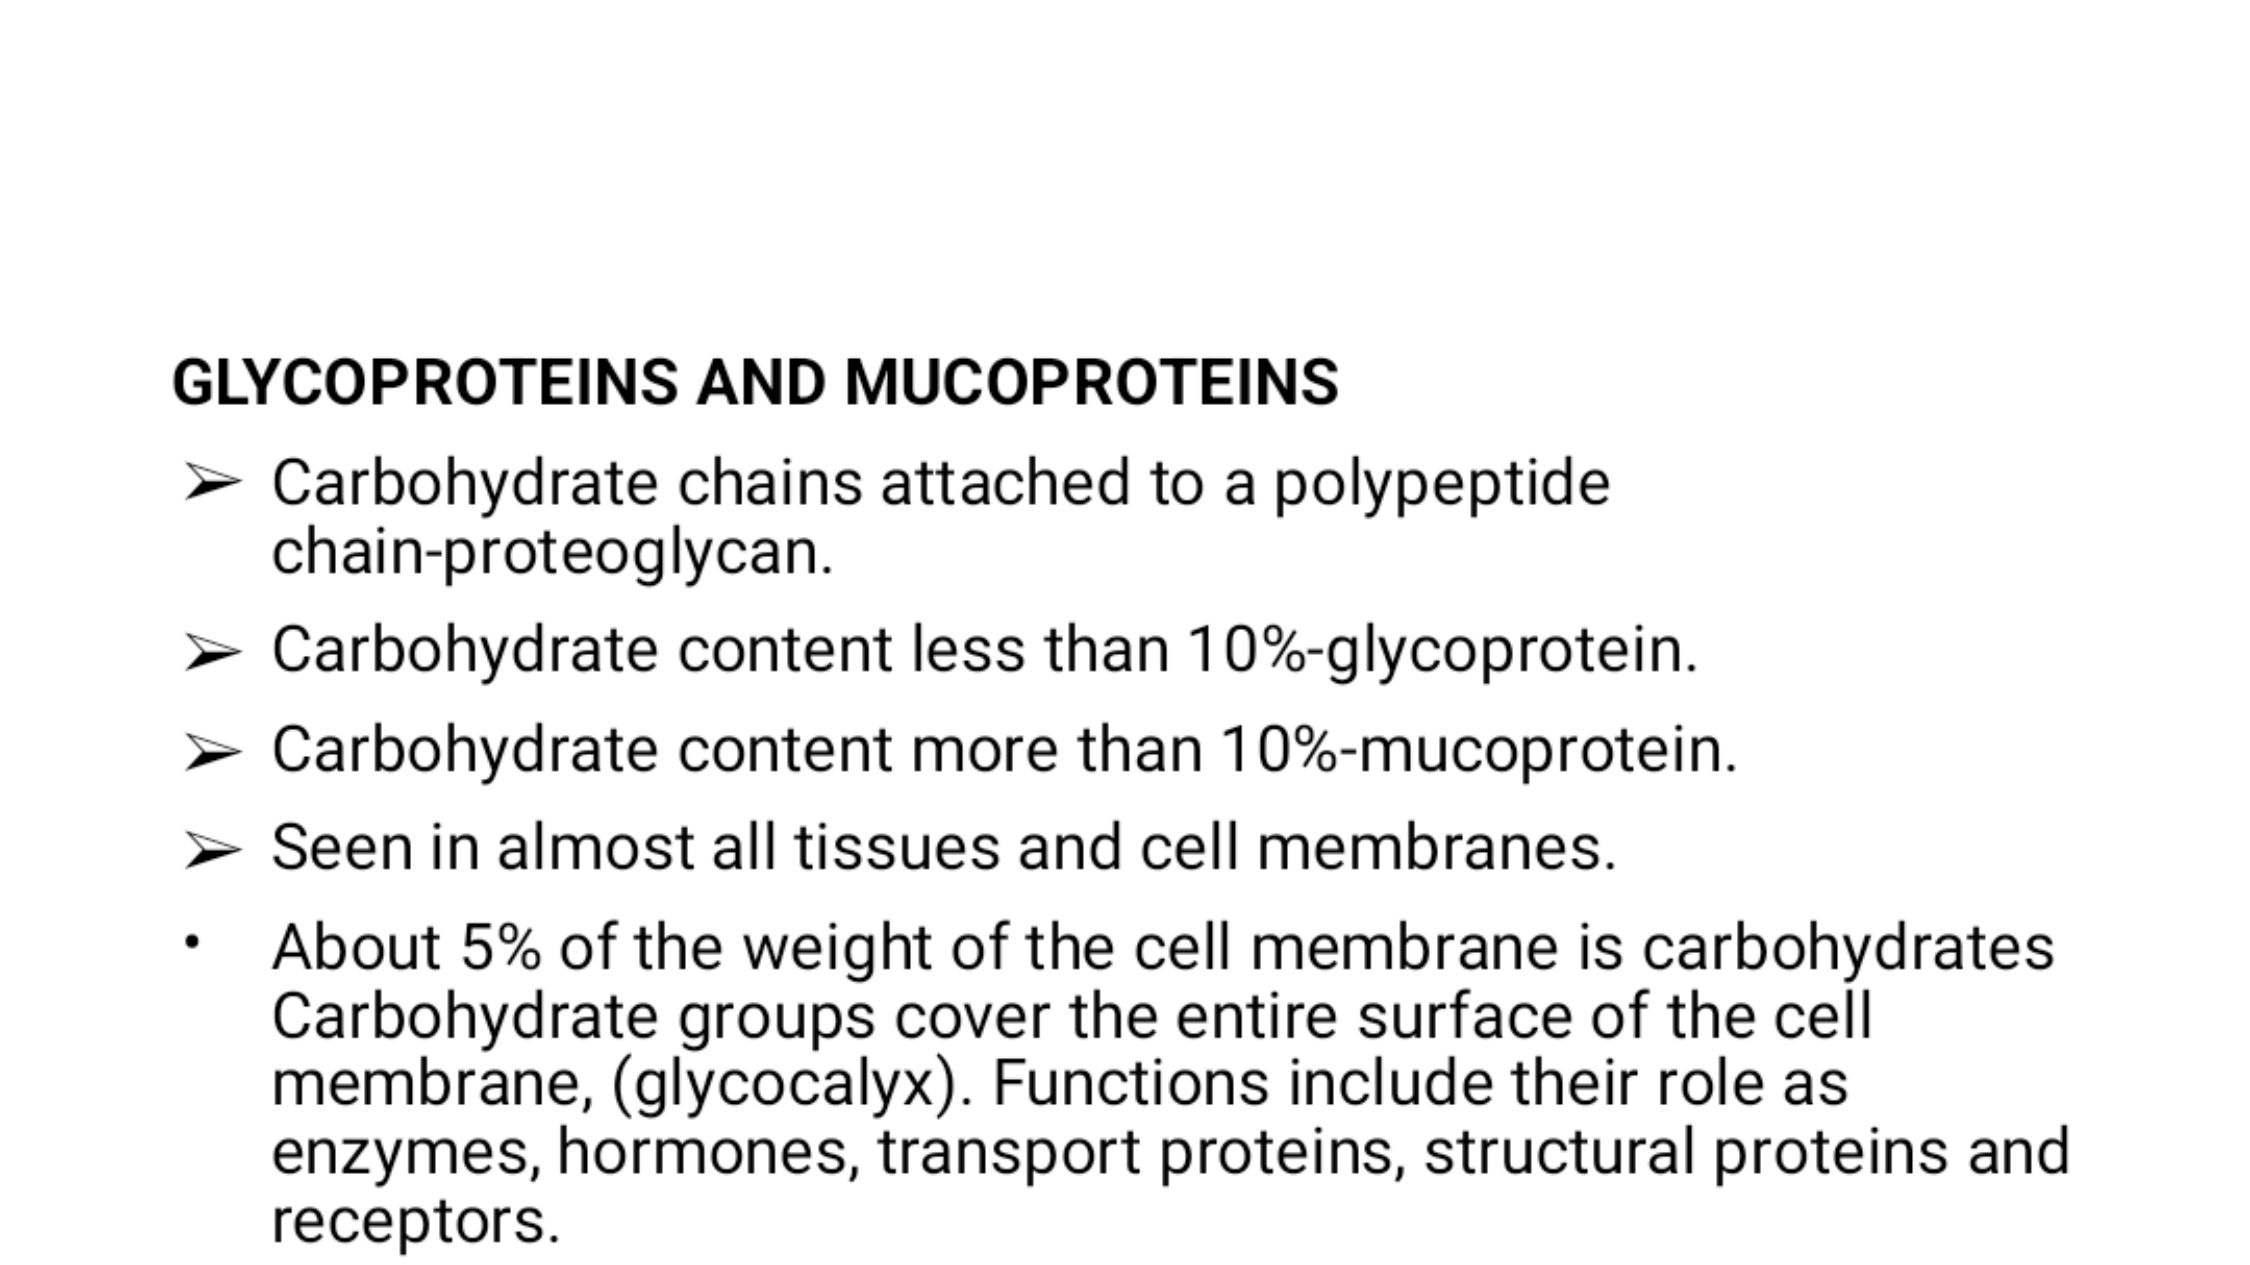 GLYCOPROTEINS AND MUCOPROTEINS
➢ Carbohydrate chains attached to a polypeptide
chain-proteoglycan.
➢ Carbohydrate content less than 10%-glycoprotein.
➢ Carbohydrate content more than 10%-mucoprotein.
➢ Seen in almost all tissues and cell membranes.
• About 5% of the weight of the cell membrane is carbohydrates
Carbohydrate groups cover the entire surface of the cell
membrane, (glycocalyx). Functions include their role as
enzymes, hormones, transport proteins, structural proteins and
receptors.